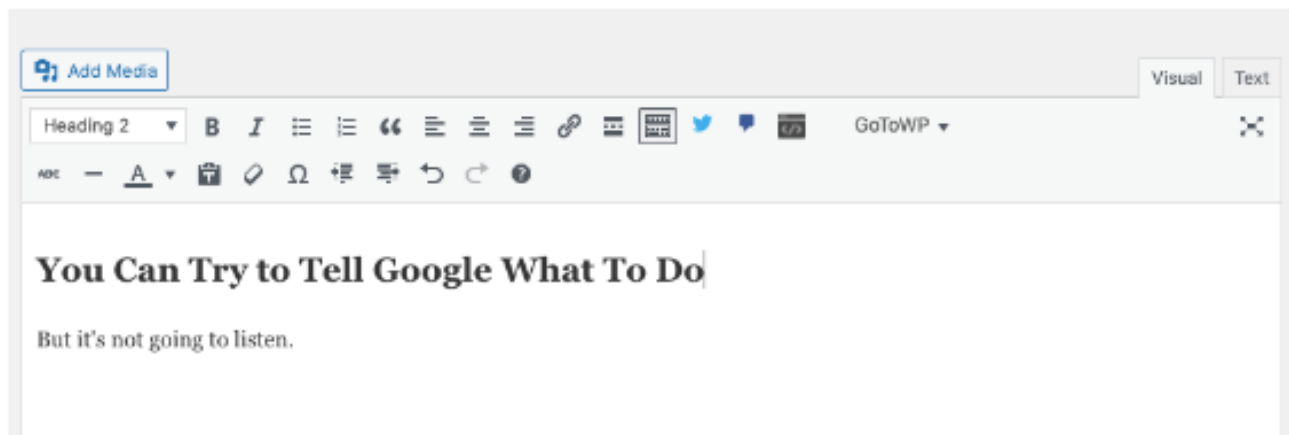 Add Media
Visual Text
Heading 2 B I GoToWP
ABC A Ω
You Can Try to Tell Google What To Do
But it's not going to listen.